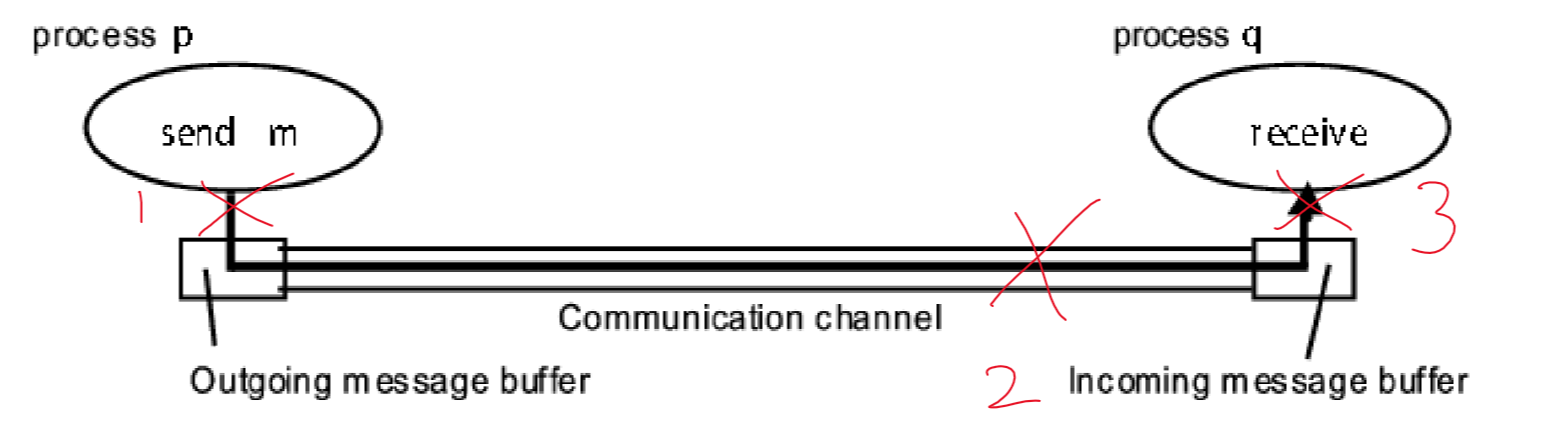 process p
process q
send m
receive
1
3
Communication channel
Outgoing message buffer
2
Incoming message buffer